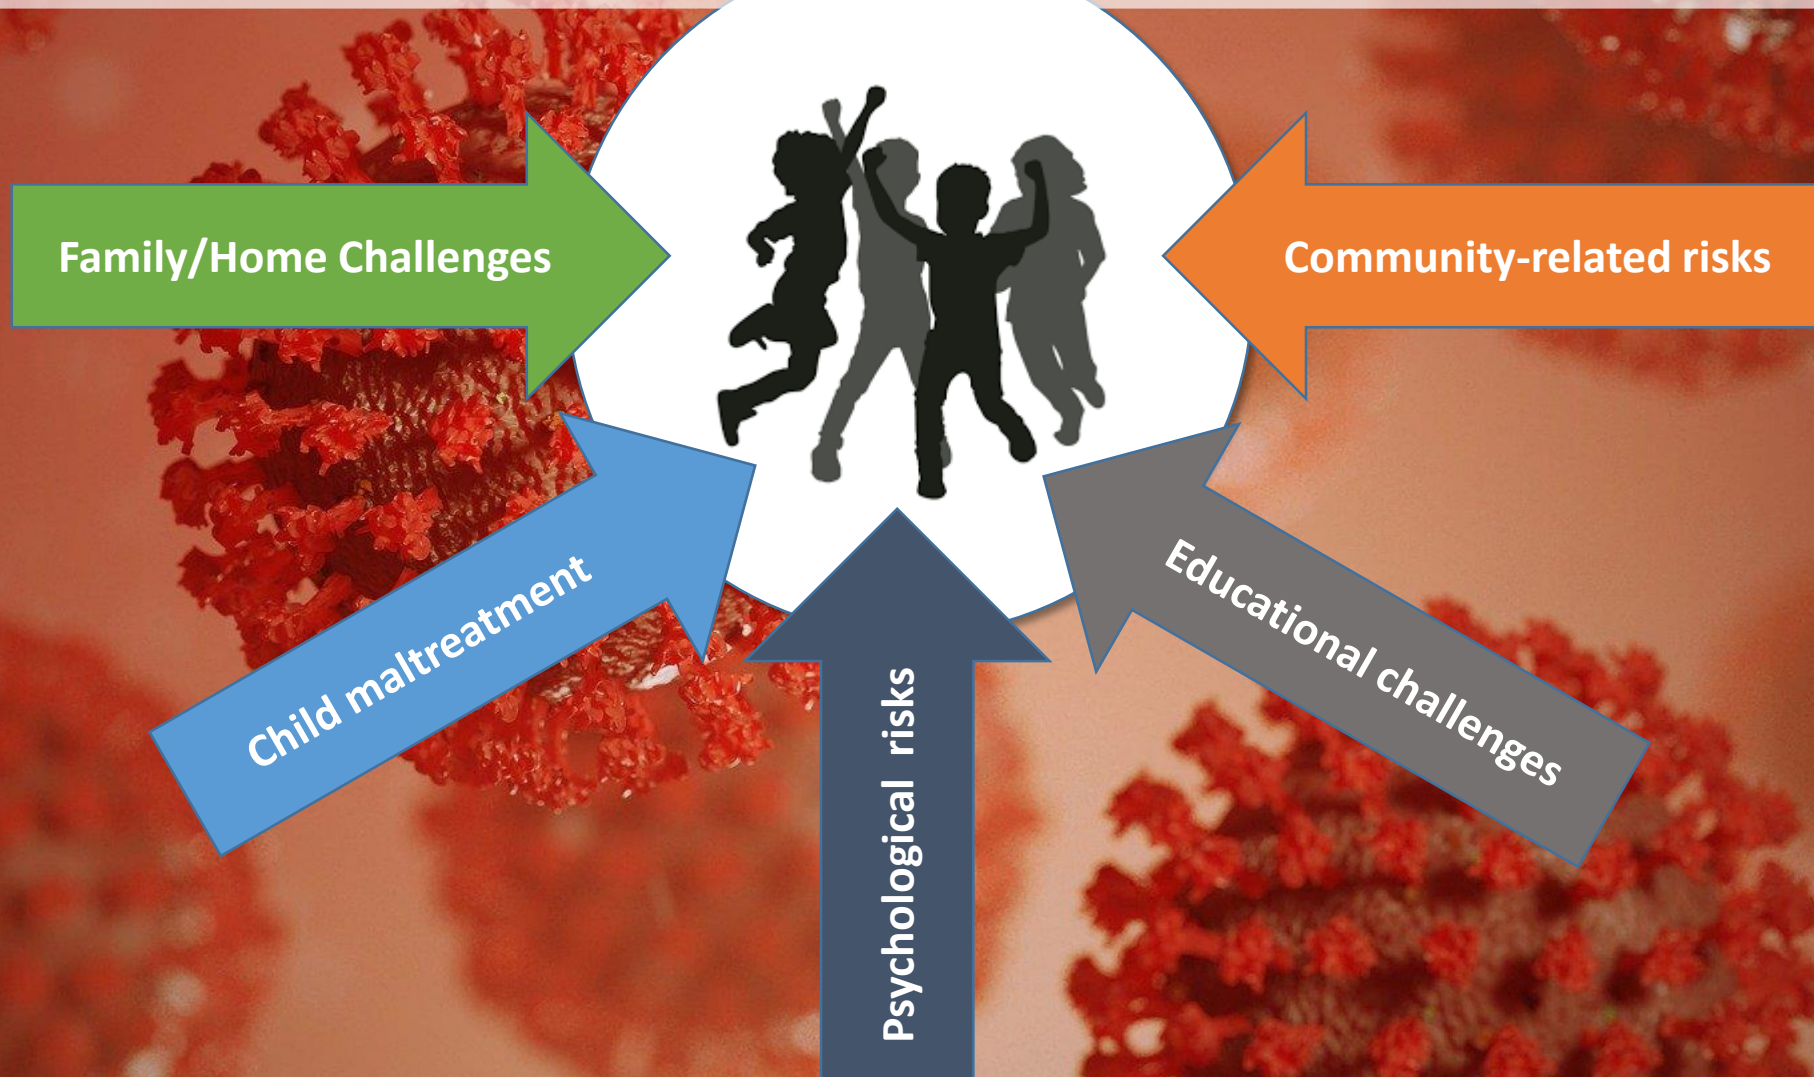 Family/Home Challenges
Community-related risks
Child maltreatment
Psychological risks
Educational challenges